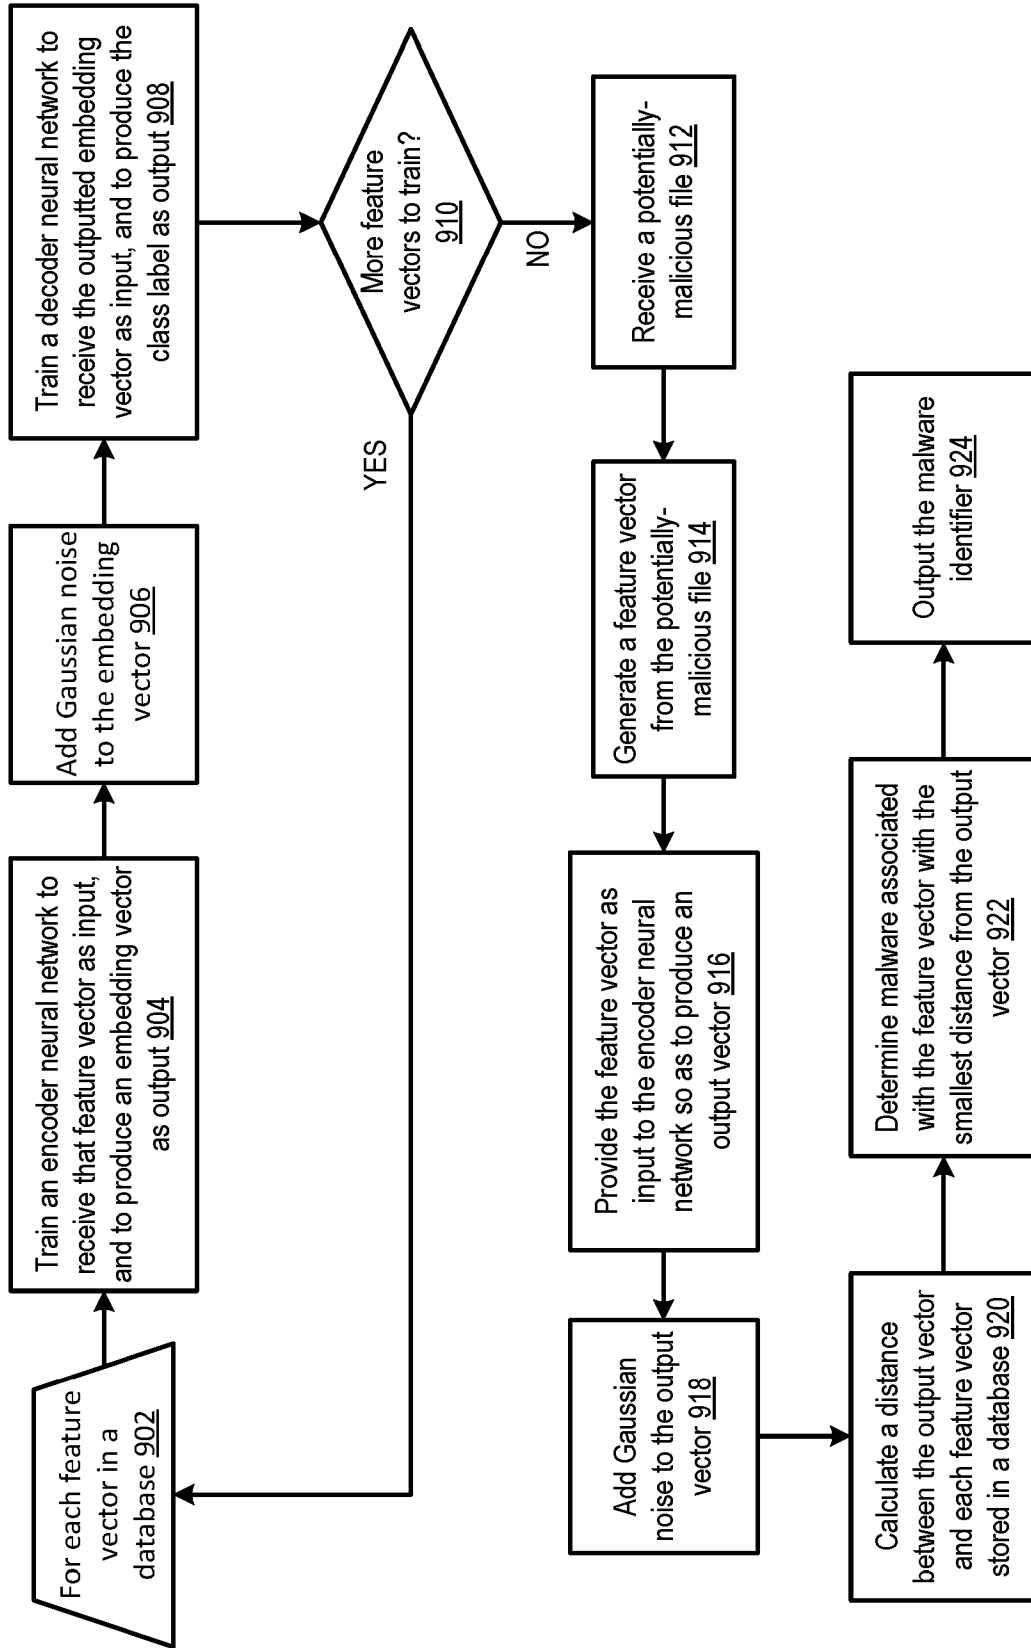 For each feature
vector in a
database 902
Train an encoder neural network to
receive that feature vector as input,
and to produce an embedding vector
as output 904
Add Gaussian noise
to the embedding
vector 906
Train a decoder neural network to
receive the outputted embedding
vector as input, and to produce the
class label as output 908
More feature
vectors to train?
910
YES
NO
Receive a potentially-
malicious file 912
Generate a feature vector
from the potentially-
malicious file 914
Provide the feature vector as
input to the encoder neural
network so as to produce an
output vector 916
Add Gaussian
noise to the output
vector 918
Calculate a distance
between the output vector
and each feature vector
stored in a database 920
Determine malware associated
with the feature vector with the
smallest distance from the output
vector 922
Output the malware
identifier 924